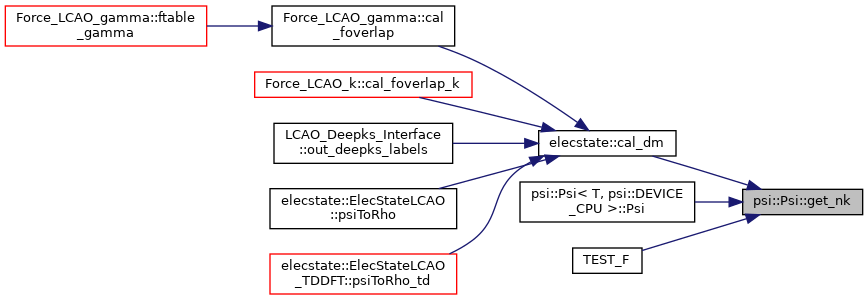 Force_LCAO_gamma::ftable
_gamma
Force_LCAO_gamma::cal
_foverlap
Force_LCAO_k::cal_foverlap_k
LCAO_Deepks_Interface
::out_deepks_labels
elecstate::cal_dm
elecstate::ElecStateLCAO
::psiToRho
psi::Psi< T, psi::DEVICE
_CPU >::Psi
psi::Psi::get_nk
TEST_F
elecstate::ElecStateLCAO
_TDDFT::psiToRho_td